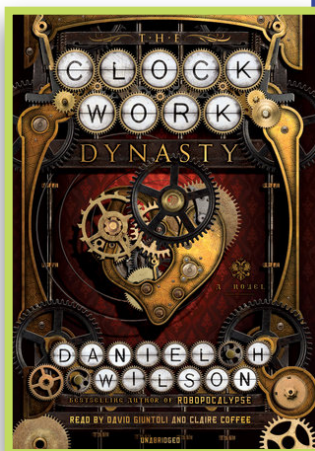 THE
CLOCK
WORK
DYNASTY
A NOVEL
DANIEL H
WILSON
BESTSELLING AUTHOR OF ROBOPOCALYPSE
READ BY DAVID GIUNTOLI AND CLAIRE COFFEE
UNABRIDGED